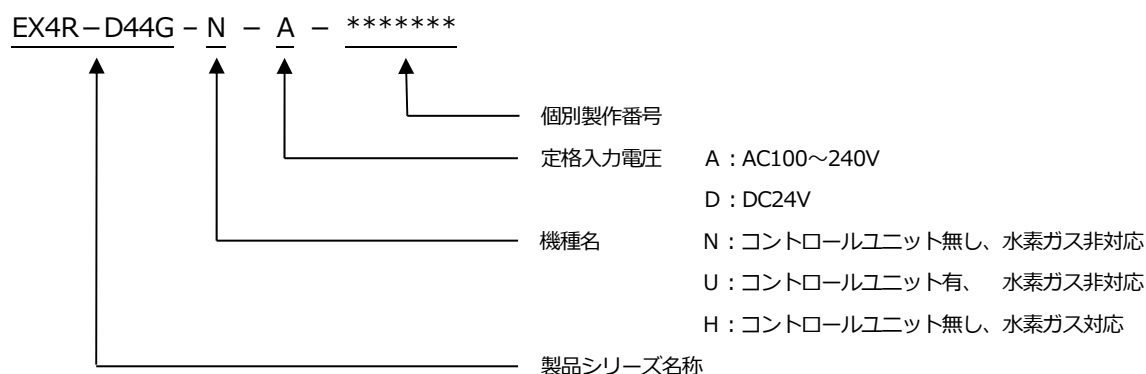 EX4R－D44G － N － A － *******
個別製作番号
定格入力電圧 A：AC100～240V
D：DC24V
機種名 N：コントロールユニット無し、水素ガス非対応
U：コントロールユニット有、 水素ガス非対応
H：コントロールユニット無し、水素ガス対応
製品シリーズ名称